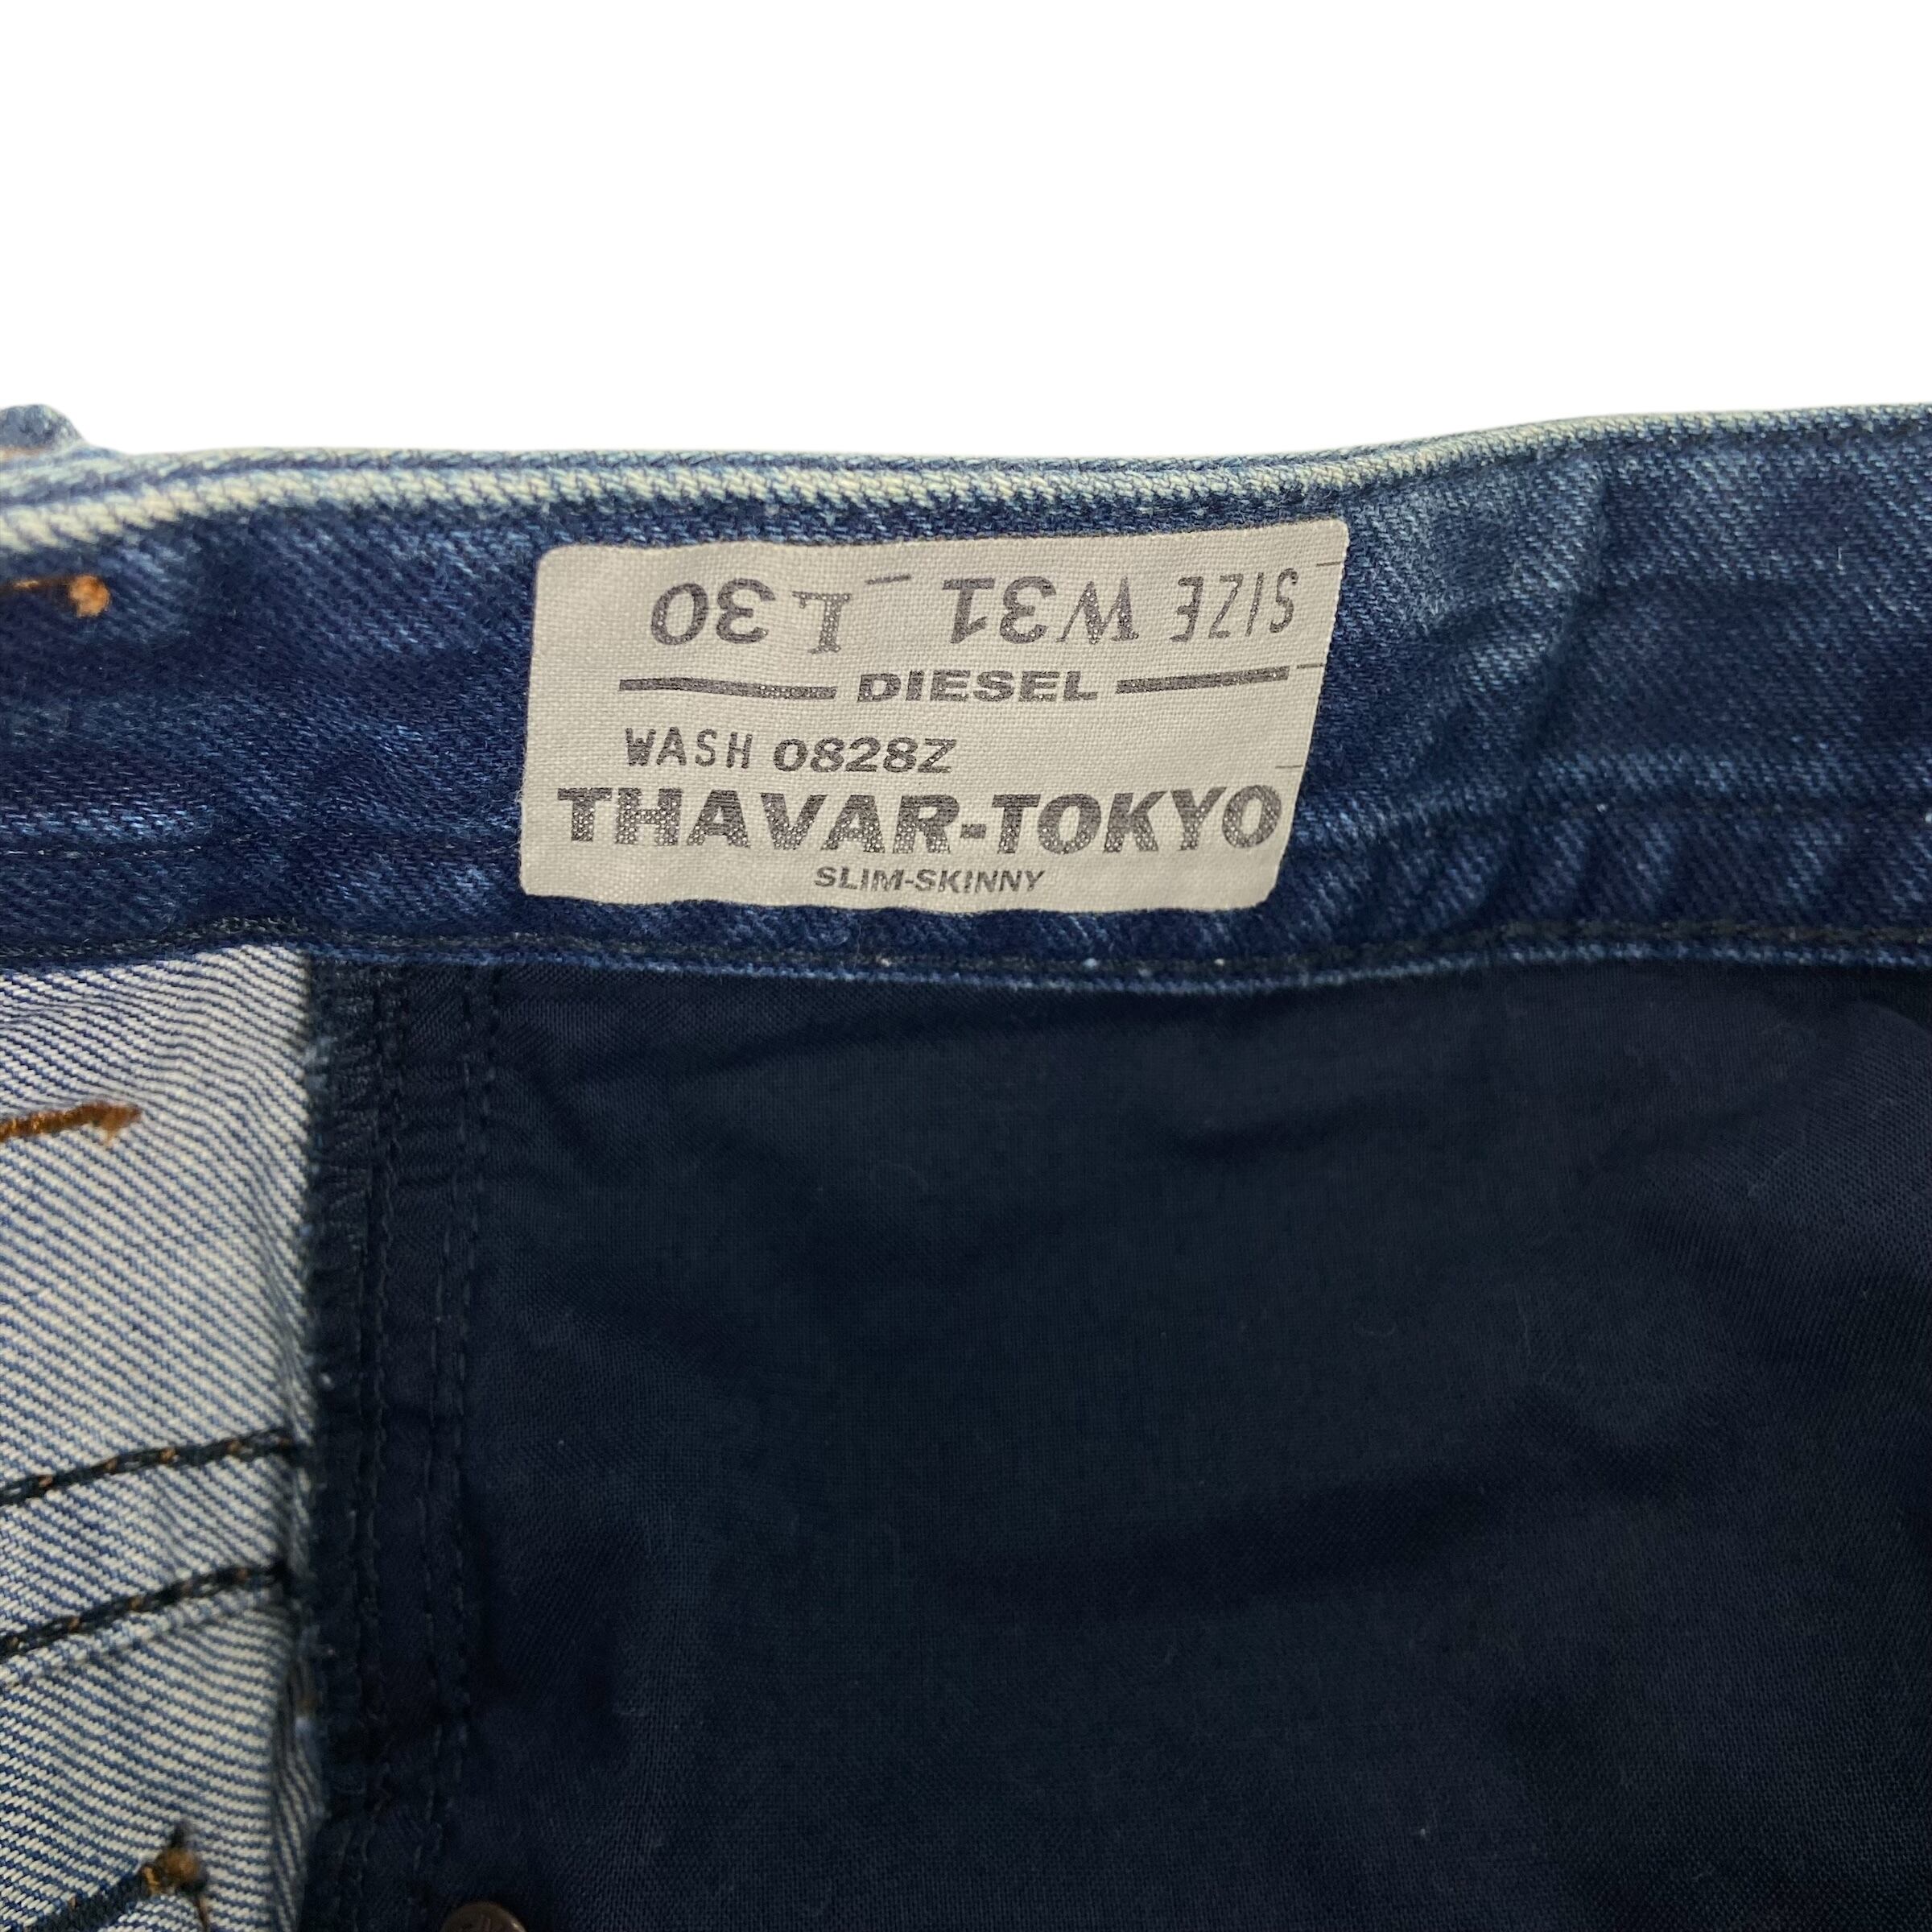 SIZE W31 L30
DIESEL
WASH 0828Z
THAVAR-TOKYO
SLIM-SKINNY